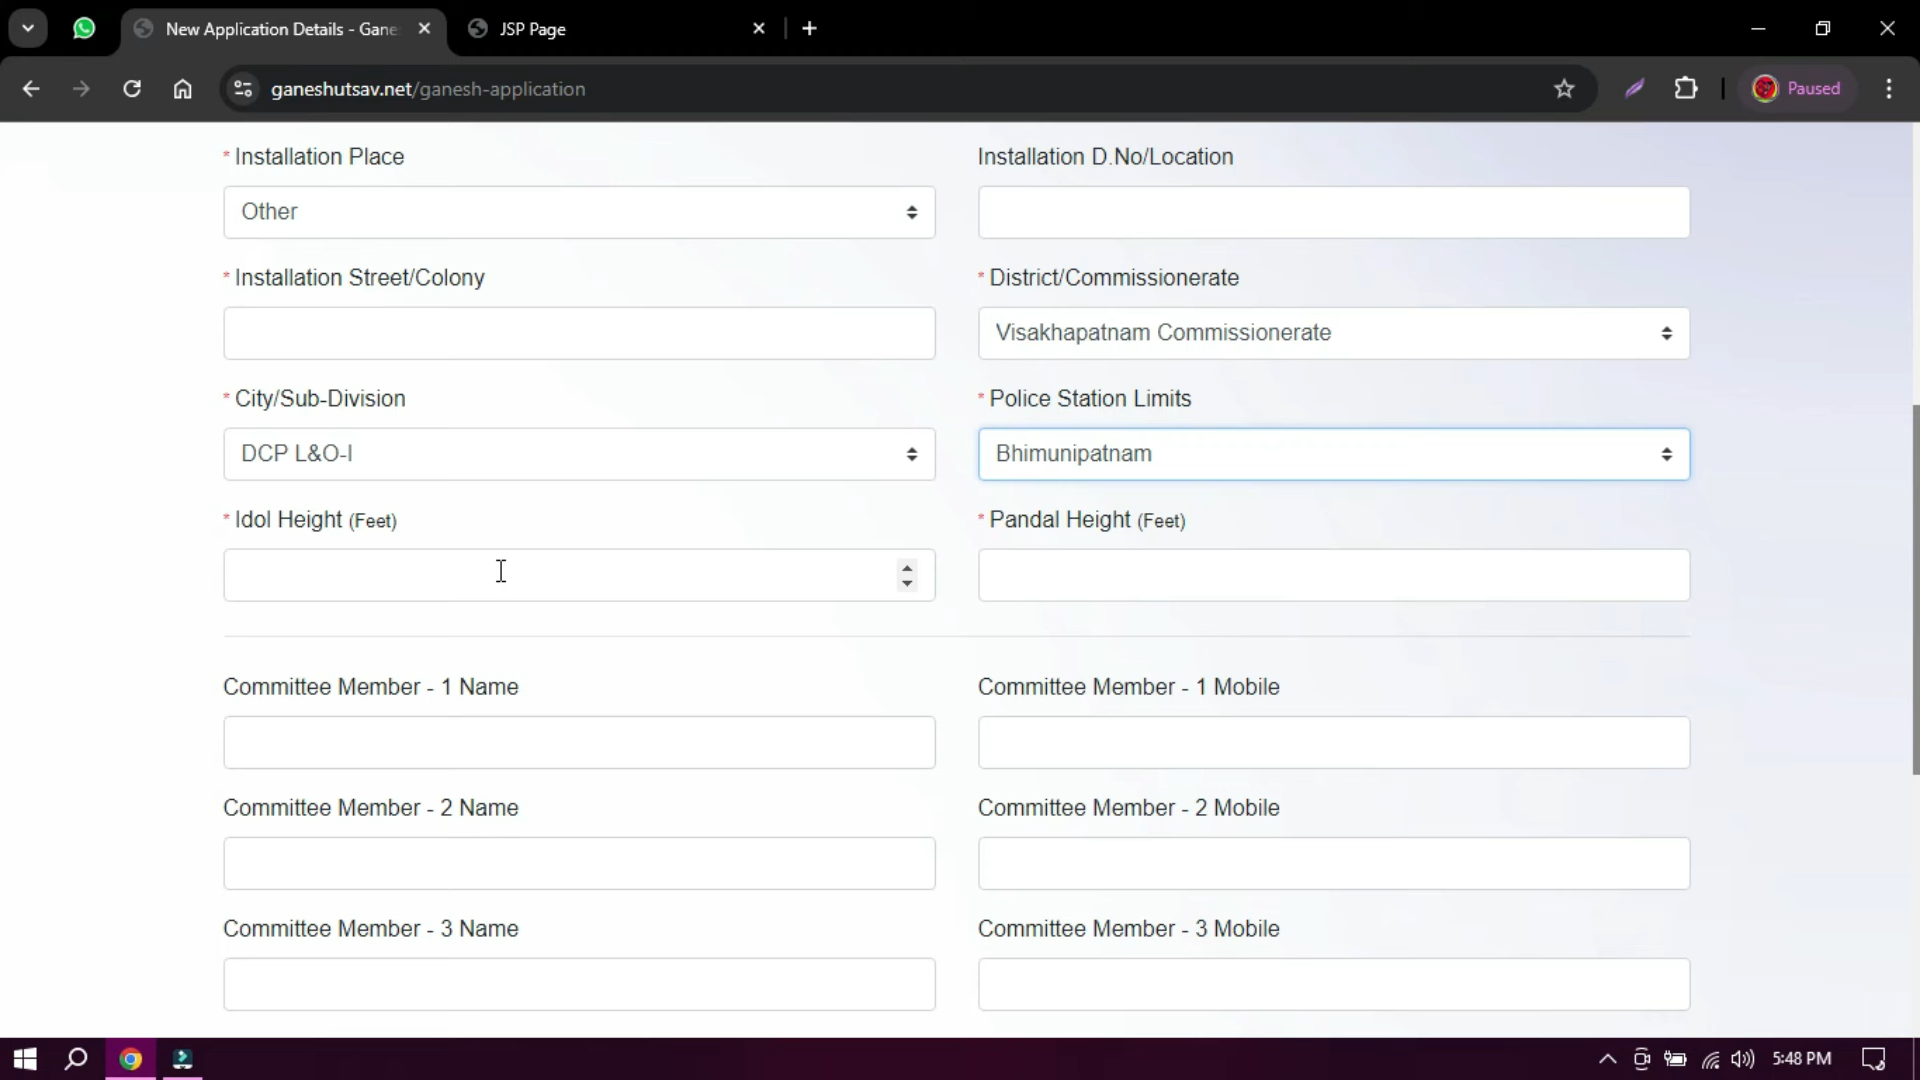 New Application Details - Gane
JSP Page
ganeshutsav.net/ganesh-application
Paused
* Installation Place
Installation D.No/Location
Other
* Installation Street/Colony
* District/Commissionerate
Visakhapatnam Commissionerate
* City/Sub-Division
* Police Station Limits
DCP L&O-I
Bhimunipatnam
* Idol Height (Feet)
* Pandal Height (Feet)
Committee Member - 1 Name
Committee Member - 1 Mobile
Committee Member - 2 Name
Committee Member - 2 Mobile
Committee Member - 3 Name
Committee Member - 3 Mobile
5:48 PM